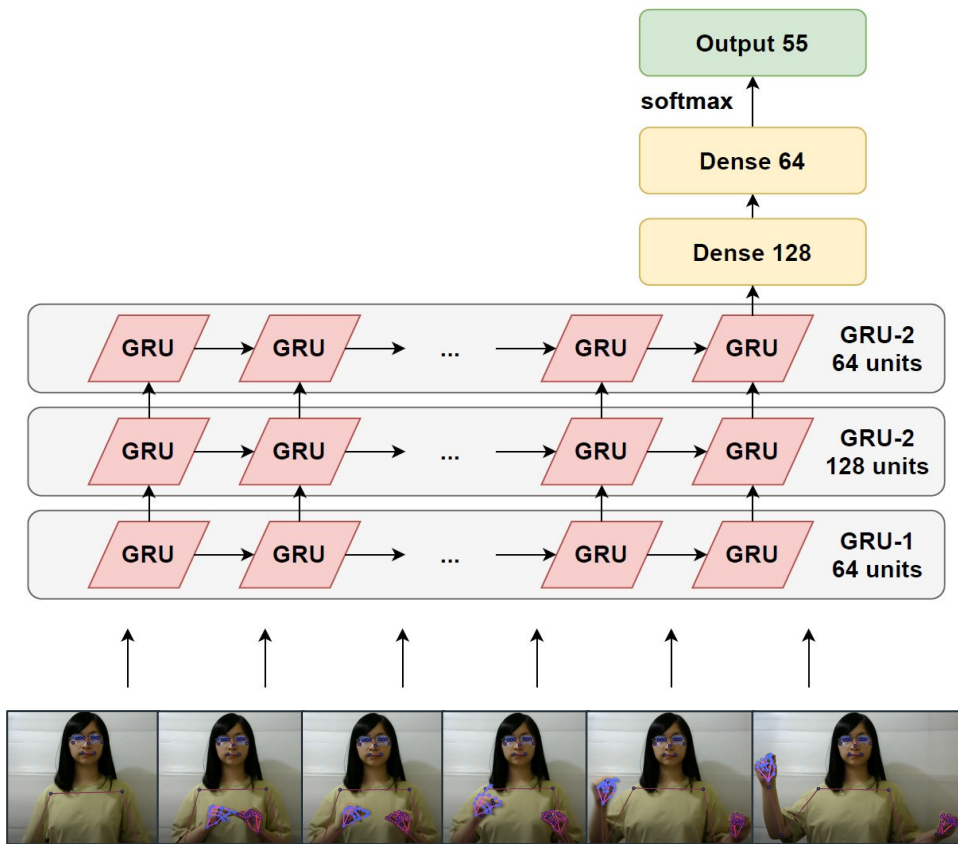 Output 55
softmax
Dense 64
Dense 128
GRU GRU ... GRU GRU
GRU-2
64 units
GRU GRU ... GRU GRU
GRU-2
128 units
GRU GRU ... GRU GRU
GRU-1
64 units